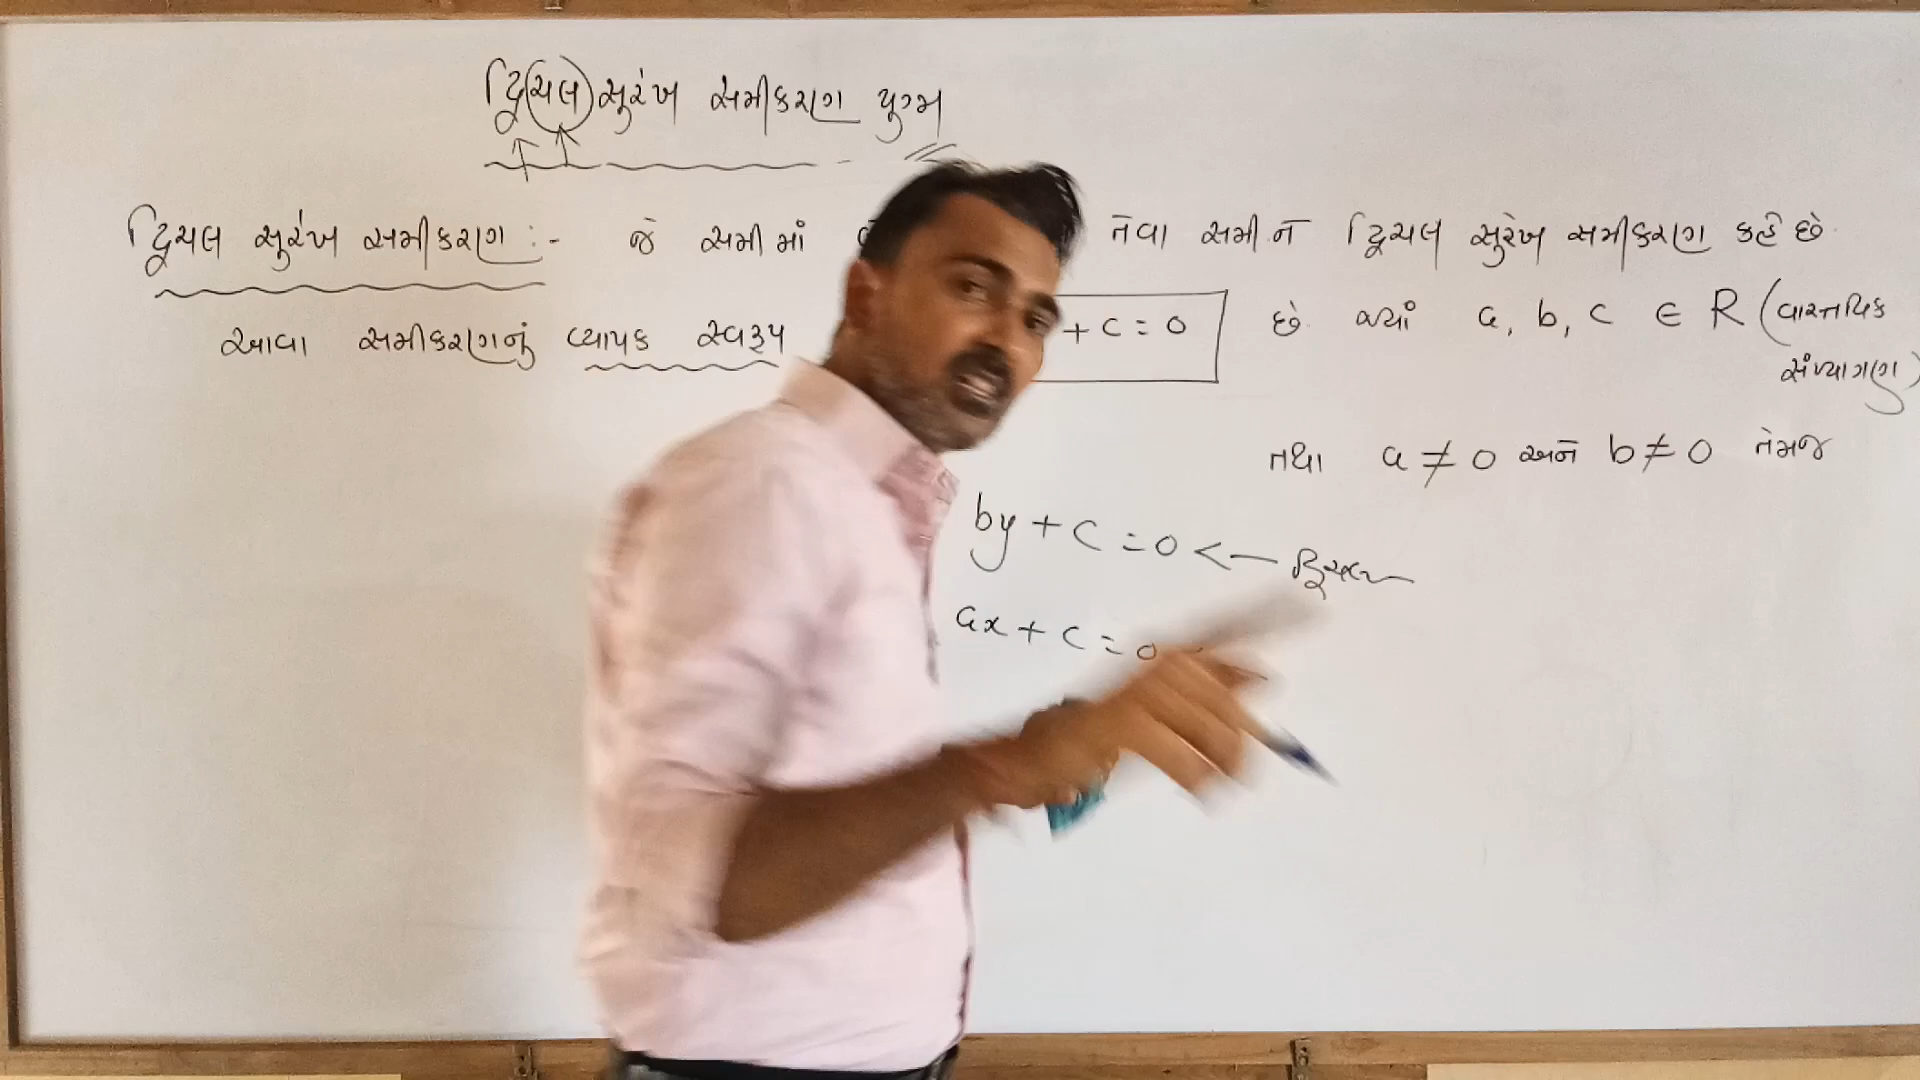 દ્વિચલ સુરેખ સમીકરણ યુગ્મ
દ્વિચલ સુરેખ સમીકરણ :- જે સમી માં તેવા સમી ને દ્વિચલ સુરેખ સમીકરણ કહે છે
આવા સમીકરણનું વ્યાપક સ્વરૂપ + c = 0 છે જ્યાં a, b, c ∈ R (વાસ્તવિક
સંખ્યાગણ)
તથા a ≠ 0 અને b ≠ 0 તેમજ
by + c = 0 <—
ax + c = 0